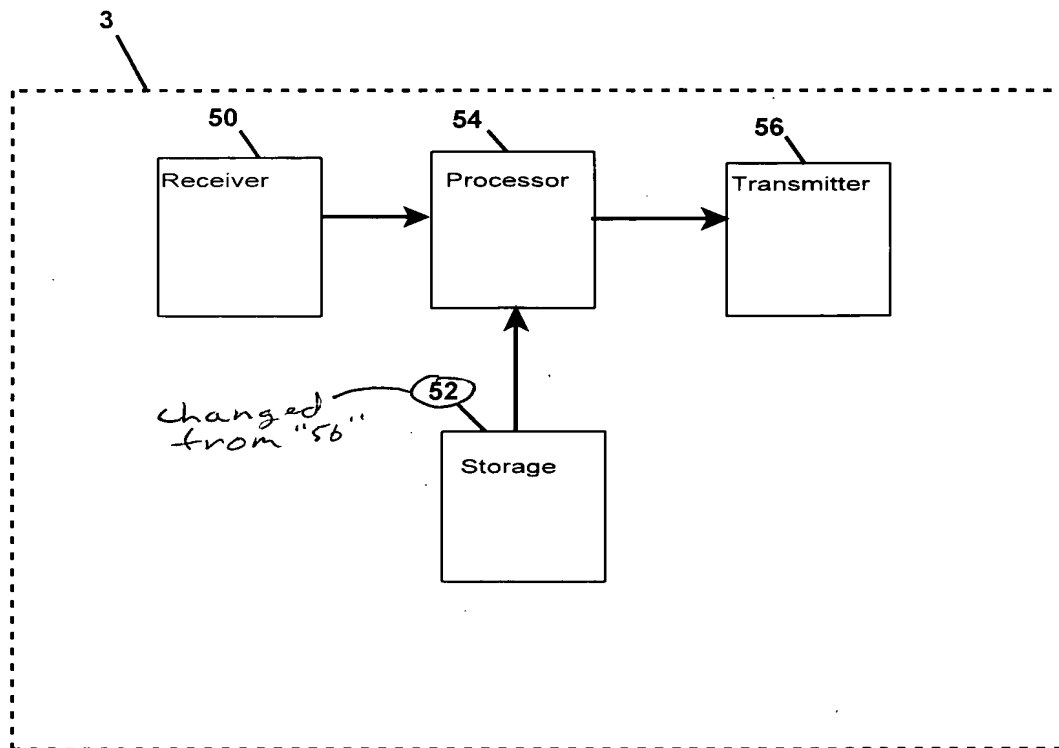 3
50
54
56
Receiver
Processor
Transmitter
52
changed
from "56"
Storage